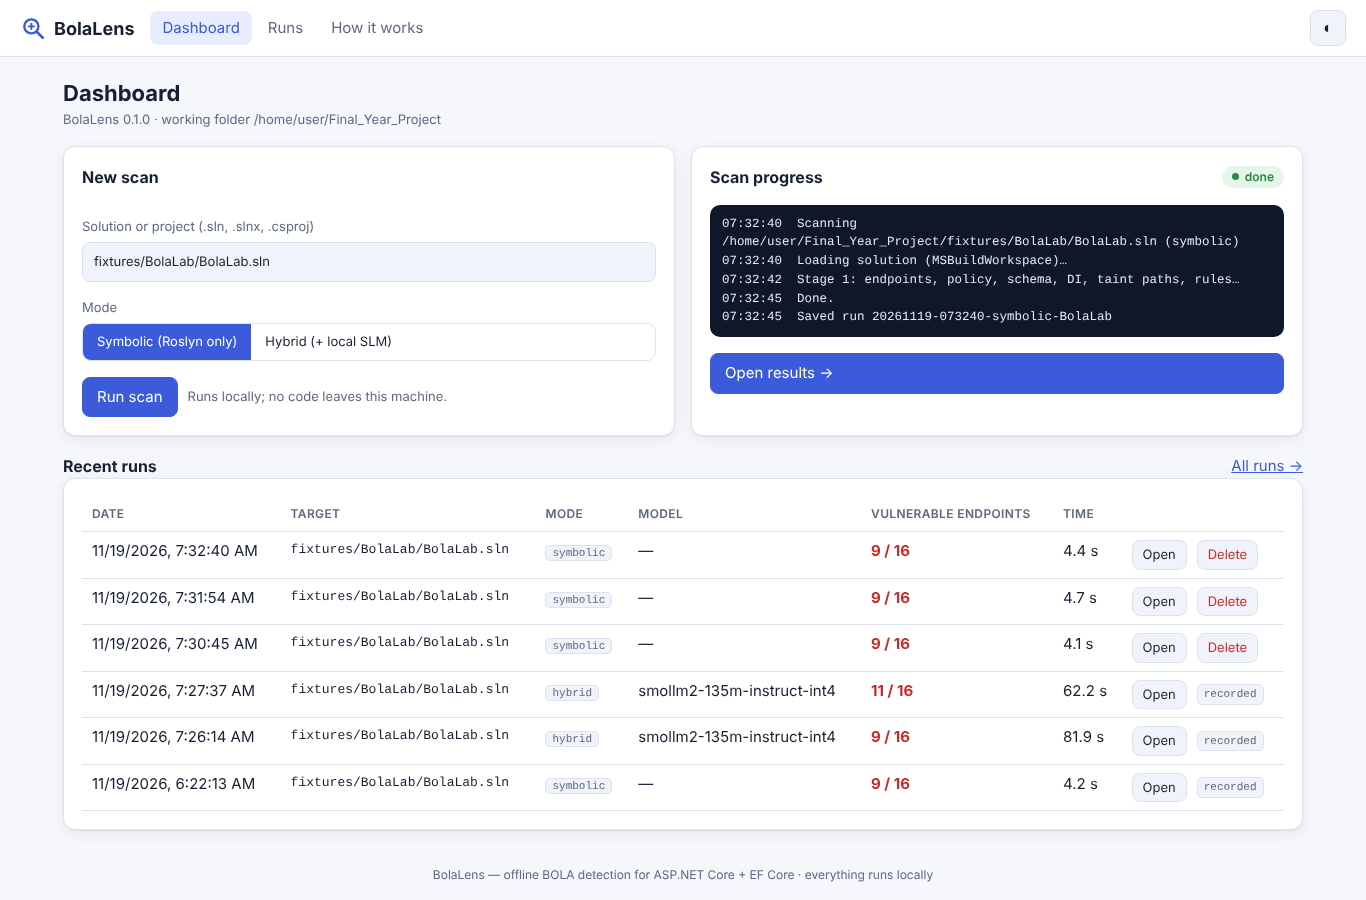 BolaLens
Dashboard
Runs
How it works
Dashboard
BolaLens 0.1.0 · working folder /home/user/Final_Year_Project
New scan
Solution or project (.sln, .slnx, .csproj)
fixtures/BolaLab/BolaLab.sln
Mode
Symbolic (Roslyn only)
Hybrid (+ local SLM)
Run scan
Runs locally; no code leaves this machine.
Scan progress
done
07:32:40  Scanning
/home/user/Final_Year_Project/fixtures/BolaLab/BolaLab.sln (symbolic)
07:32:40  Loading solution (MSBuildWorkspace)…
07:32:42  Stage 1: endpoints, policy, schema, DI, taint paths, rules…
07:32:45  Done.
07:32:45  Saved run 20261119-073240-symbolic-BolaLab
Open results →
Recent runs
All runs →
DATE TARGET MODE MODEL VULNERABLE ENDPOINTS TIME
11/19/2026, 7:32:40 AM fixtures/BolaLab/BolaLab.sln symbolic — 9 / 16 4.4 s Open Delete
11/19/2026, 7:31:54 AM fixtures/BolaLab/BolaLab.sln symbolic — 9 / 16 4.7 s Open Delete
11/19/2026, 7:30:45 AM fixtures/BolaLab/BolaLab.sln symbolic — 9 / 16 4.1 s Open Delete
11/19/2026, 7:27:37 AM fixtures/BolaLab/BolaLab.sln hybrid smollm2-135m-instruct-int4 11 / 16 62.2 s Open recorded
11/19/2026, 7:26:14 AM fixtures/BolaLab/BolaLab.sln hybrid smollm2-135m-instruct-int4 9 / 16 81.9 s Open recorded
11/19/2026, 6:22:13 AM fixtures/BolaLab/BolaLab.sln symbolic — 9 / 16 4.2 s Open recorded
BolaLens — offline BOLA detection for ASP.NET Core + EF Core · everything runs locally